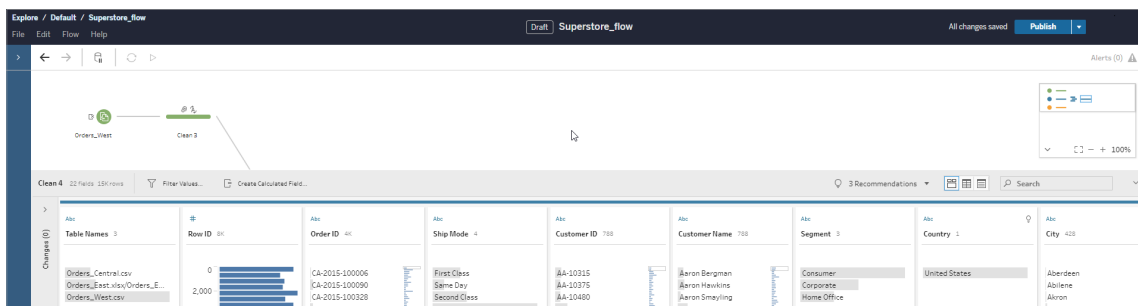 Explore / Default / Superstore_flow
File Edit Flow Help
Draft Superstore_flow
All changes saved Publish
Alerts (0)
Orders_West
Clean 3
100%
Clean 4 22 fields 15K rows Filter Values... Create Calculated Field... 3 Recommendations Search
Changes (0)
Abc # Abc Abc Abc Abc Abc Abc Abc
Table Names 3 Row ID 8K Order ID 4K Ship Mode 4 Customer ID 788 Customer Name 788 Segment 3 Country 1 City 428
Orders_Central.csv 0 CA-2015-100006 First Class AA-10315 Aaron Bergman Consumer United States Aberdeen
Orders_East.xlsx/Orders_E... 2,000 CA-2015-100090 Same Day AA-10375 Aaron Hawkins Corporate Abilene
Orders_West.csv CA-2015-100328 Second Class AA-10480 Aaron Smayling Home Office Akron